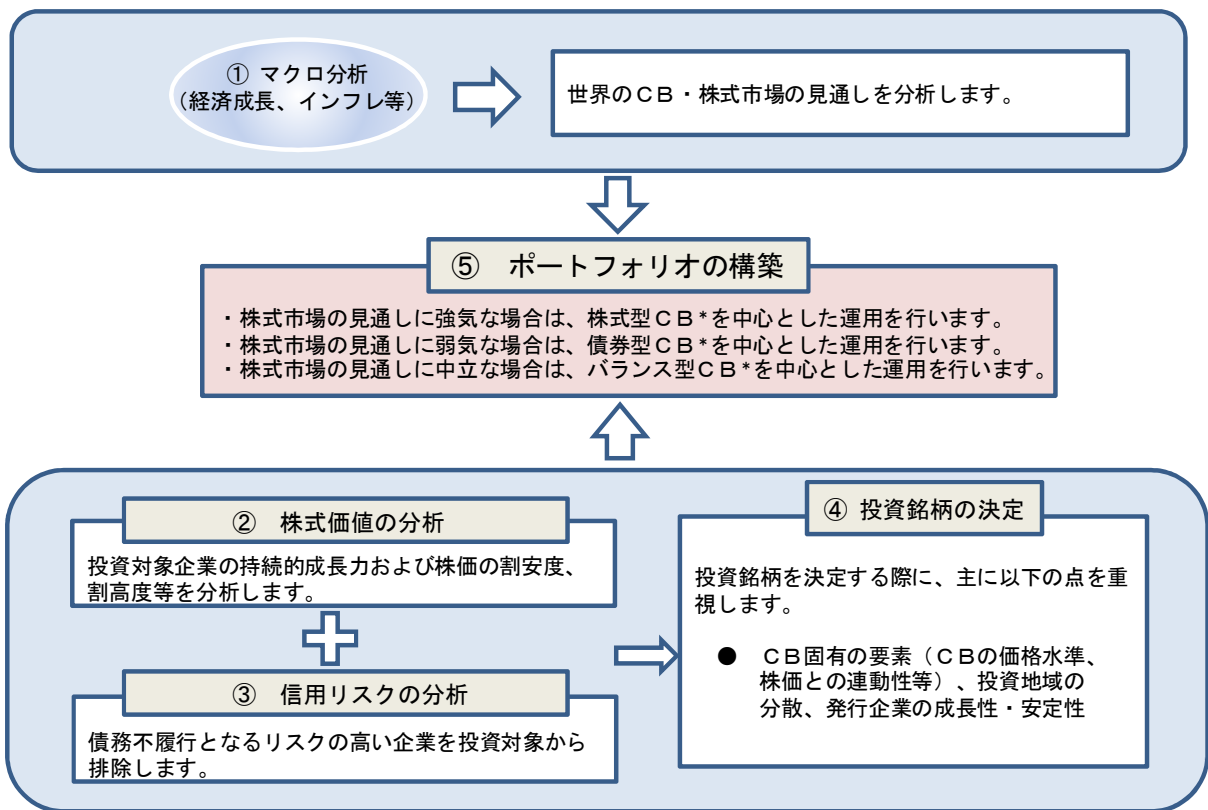 ① マクロ分析
（経済成長、インフレ等）
世界のＣＢ・株式市場の見通しを分析します。
⑤　ポートフォリオの構築
・株式市場の見通しに強気な場合は、株式型ＣＢ*を中心とした運用を行います。
・株式市場の見通しに弱気な場合は、債券型ＣＢ*を中心とした運用を行います。
・株式市場の見通しに中立な場合は、バランス型ＣＢ*を中心とした運用を行います。
②　株式価値の分析
投資対象企業の持続的成長力および株価の割安度、
割高度等を分析します。
③　信用リスクの分析
債務不履行となるリスクの高い企業を投資対象から
排除します。
④ 投資銘柄の決定
投資銘柄を決定する際に、主に以下の点を重
視します。
●　ＣＢ固有の要素（ＣＢの価格水準、
株価との連動性等）、投資地域の
分散、発行企業の成長性・安定性